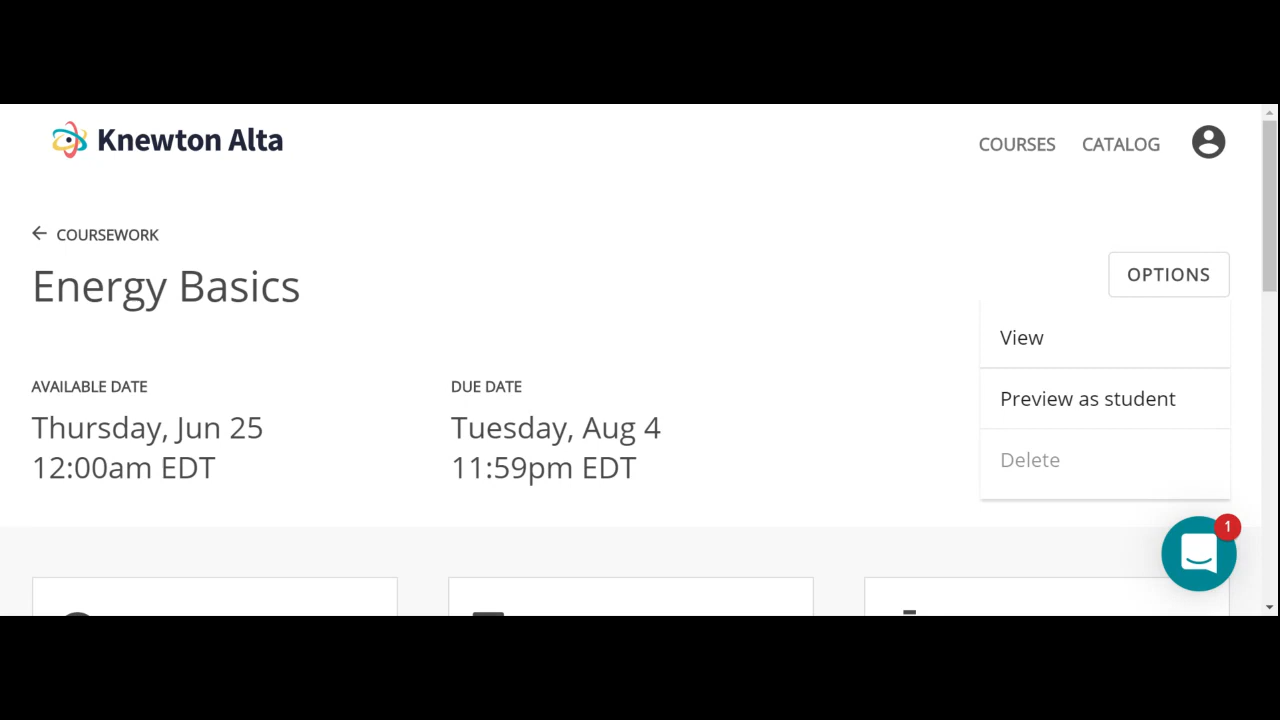 Knewton Alta
COURSES CATALOG
COURSEWORK
Energy Basics
OPTIONS
View
Preview as student
Delete
AVAILABLE DATE
Thursday, Jun 25
12:00am EDT
DUE DATE
Tuesday, Aug 4
11:59pm EDT
1